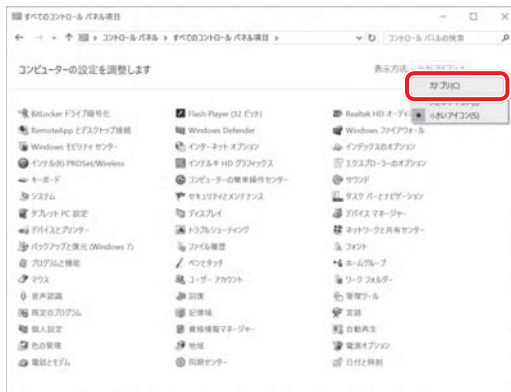 すべてのコントロール パネル項目
コントロール パネル › すべてのコントロール パネル項目 ›
コントロール パネルの検索
コンピューターの設定を調整します
表示方法:
カテゴリ(C)
小さいアイコン(S)
BitLocker ドライブ暗号化
Flash Player (32 ビット)
Realtek HD オーディ
RemoteApp とデスクトップ接続
Windows Defender
Windows ファイアウォール
Windows モビリティ センター
インターネット オプション
インデックスのオプション
インテル(R) PROSet/Wireless
インテル® HD グラフィックス
エクスプローラーのオプション
キーボード
コンピューターの簡単操作センター
サウンド
システム
セキュリティとメンテナンス
タスク バーとナビゲーション
タブレット PC 設定
ディスプレイ
デバイス マネージャー
デバイスとプリンター
トラブルシューティング
ネットワークと共有センター
バックアップと復元 (Windows 7)
ファイル履歴
フォント
プログラムと機能
ペンとタッチ
ホームグループ
マウス
ユーザー アカウント
ワーク フォルダー
音声認識
回復
管理ツール
既定のプログラム
記憶域
言語
個人設定
資格情報マネージャー
自動再生
色の管理
地域
電源オプション
電話とモデム
同期センター
日付と時刻